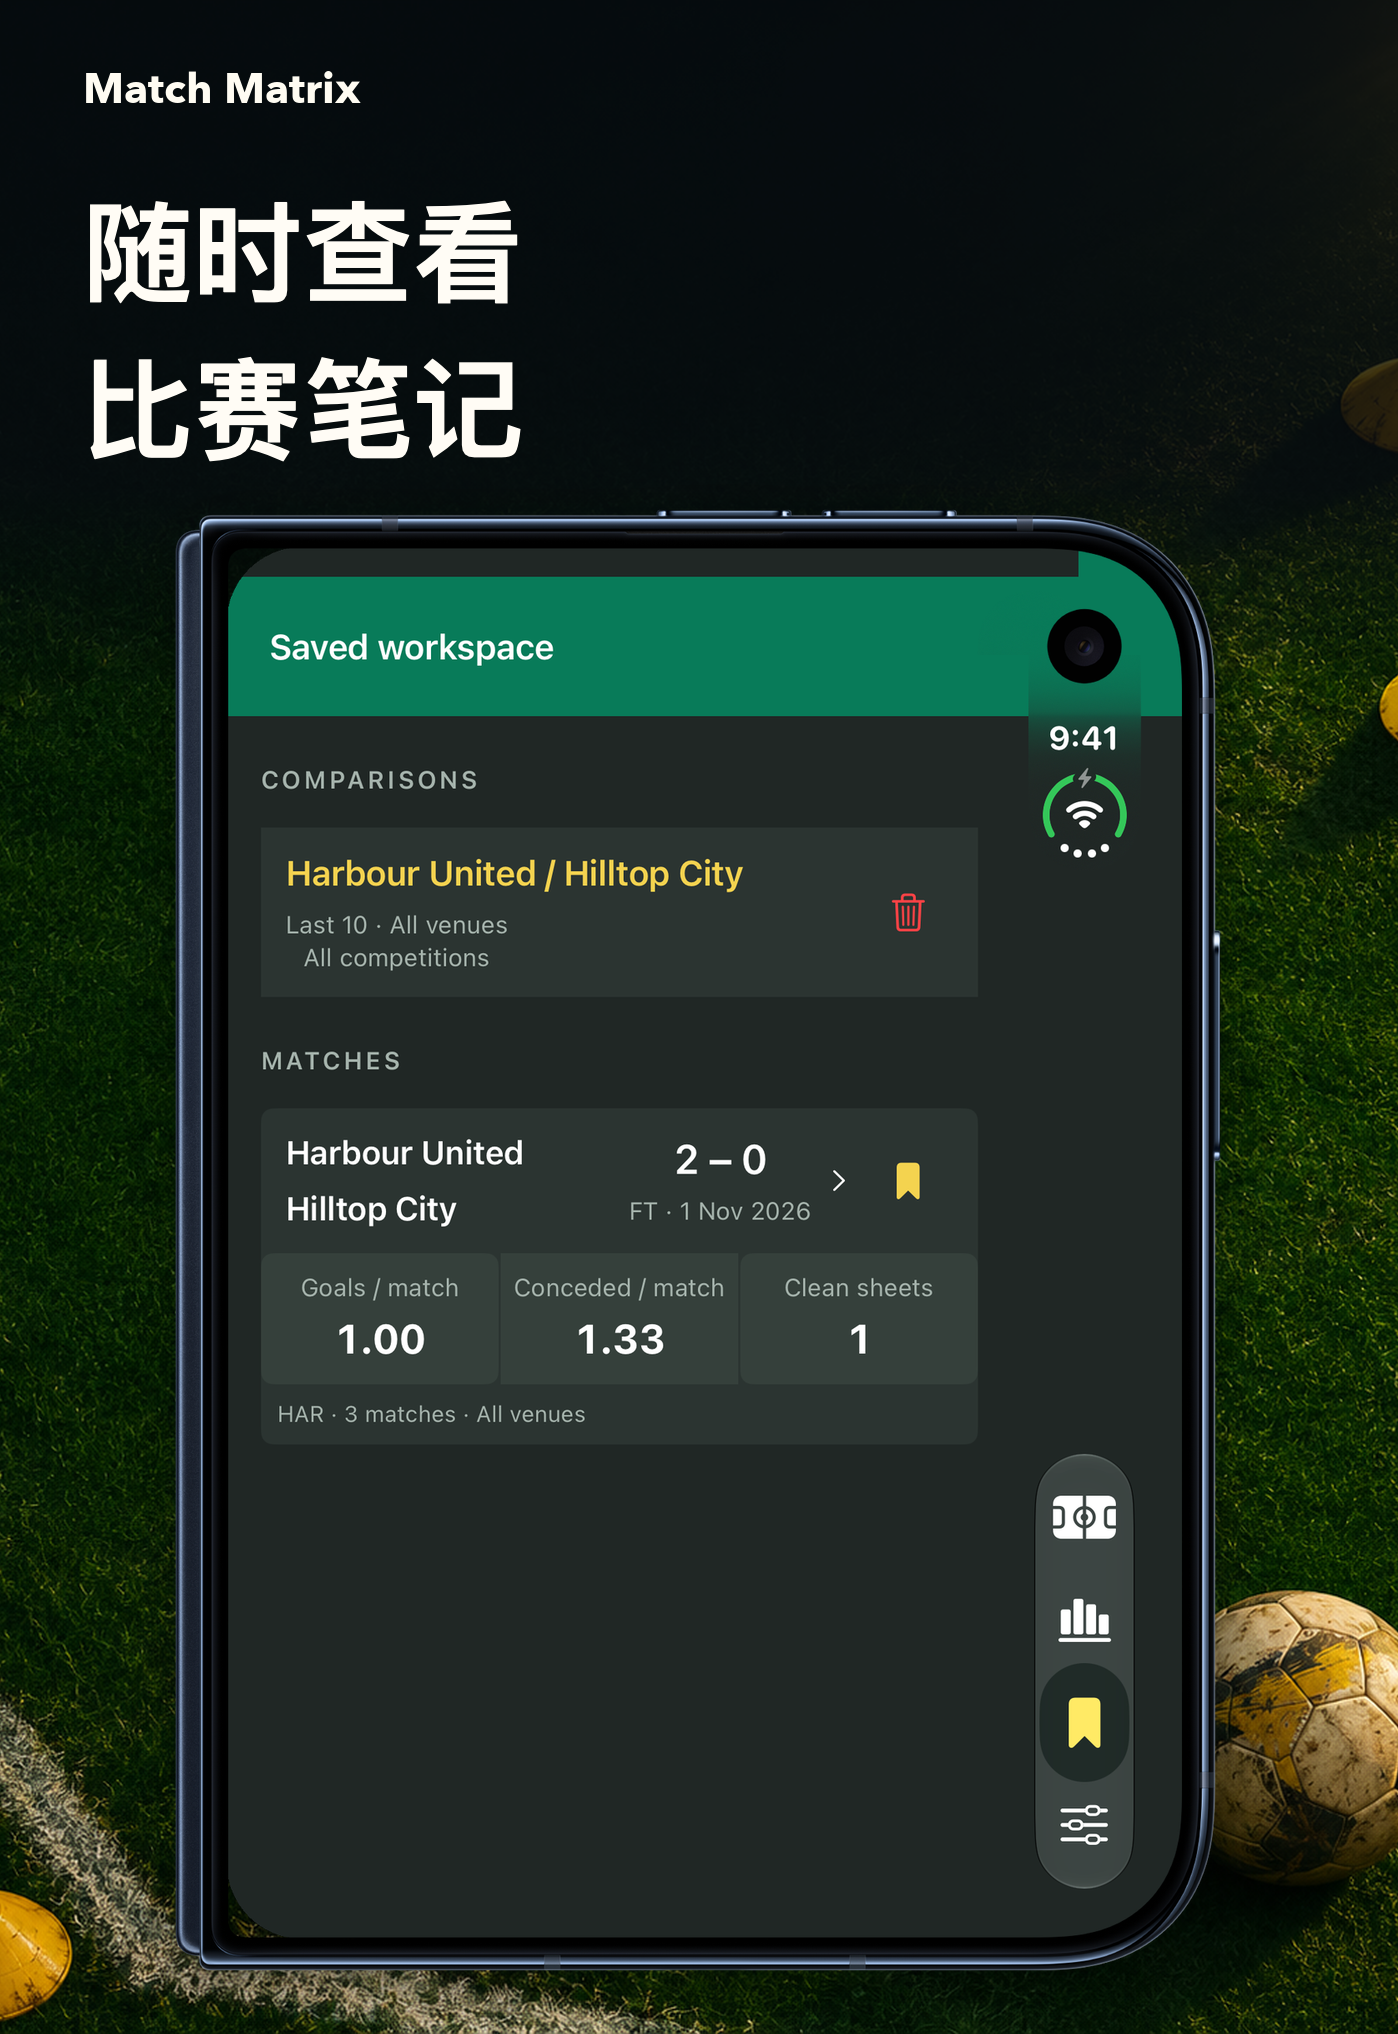 Match Matrix
随时查看
比赛笔记
Saved workspace
9:41
COMPARISONS
Harbour United / Hilltop City
Last 10 · All venues
All competitions
MATCHES
Harbour United
2 – 0
Hilltop City
FT · 1 Nov 2026
Goals / match
Conceded / match
Clean sheets
1.00
1.33
1
HAR · 3 matches · All venues